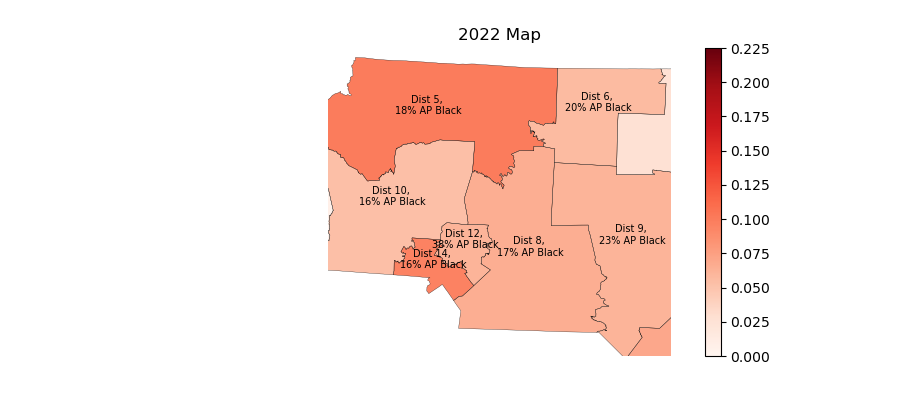 2022 Map
Dist 5,
18% AP Black
Dist 6,
20% AP Black
Dist 10,
16% AP Black
Dist 12,
38% AP Black
Dist 14,
16% AP Black
Dist 8,
17% AP Black
Dist 9,
23% AP Black
0.225
0.200
0.175
0.150
0.125
0.100
0.075
0.050
0.025
0.000